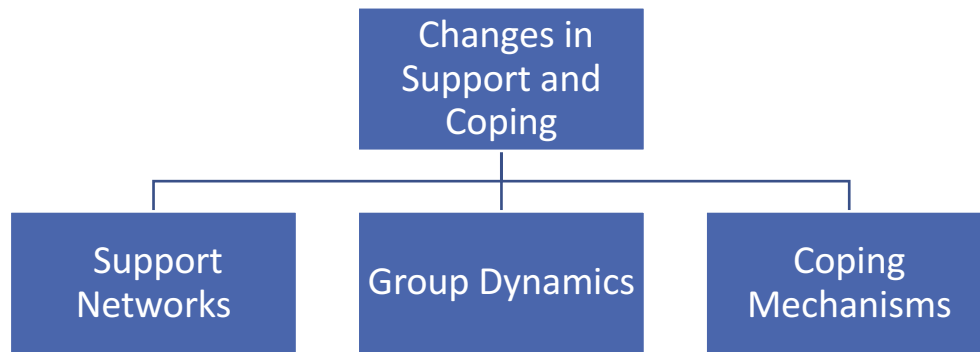 Changes in
Support and
Coping
Support
Networks
Group Dynamics
Coping
Mechanisms